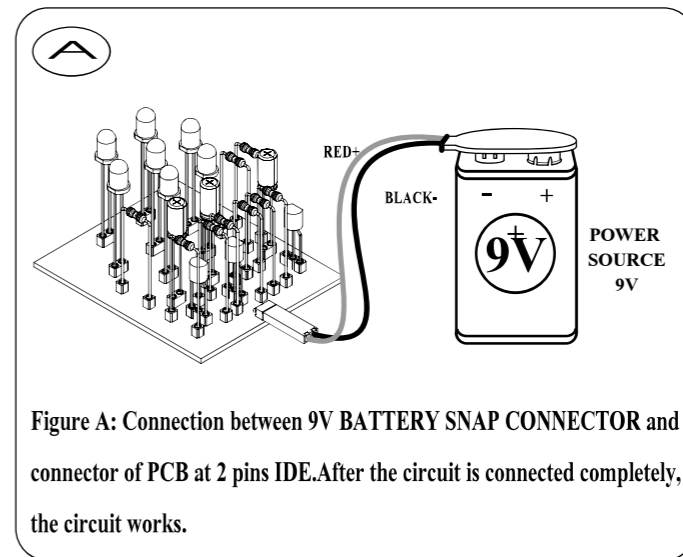 A
RED+
BLACK-
- +
+
9V
POWER
SOURCE
9V
Figure A: Connection between 9V BATTERY SNAP CONNECTOR and
connector of PCB at 2 pins IDE.After the circuit is connected completely,
the circuit works.